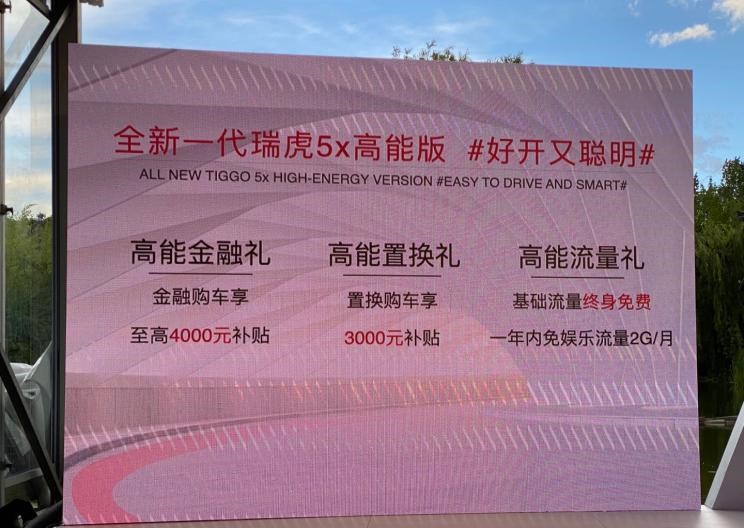 全新一代瑞虎5x高能版 #好开又聪明#
ALL NEW TIGGO 5x HIGH-ENERGY VERSION #EASY TO DRIVE AND SMART#
高能金融礼
金融购车享
至高4000元补贴
高能置换礼
置换购车享
3000元补贴
高能流量礼
基础流量终身免费
一年内免娱乐流量2G/月